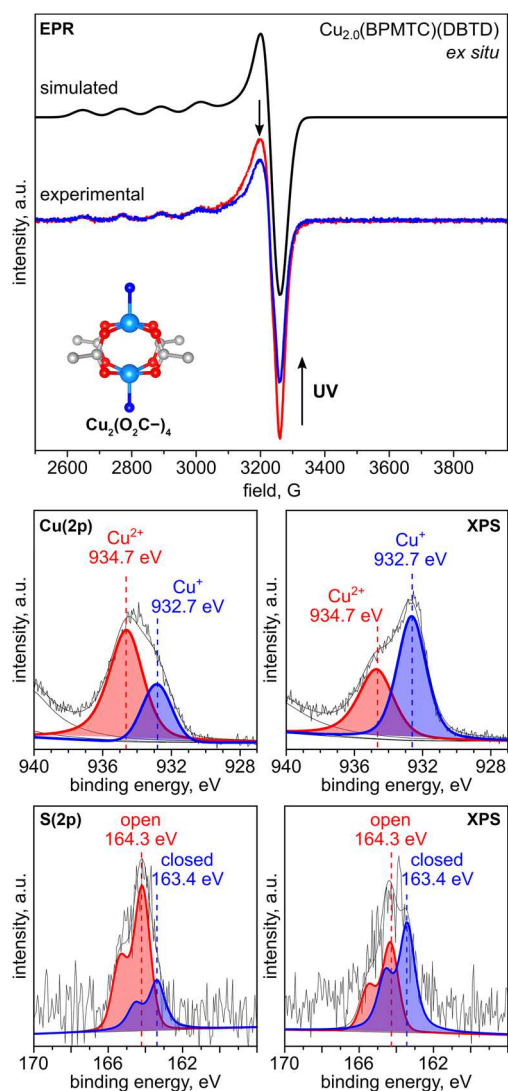 EPR
Cu2.0(BPMTC)(DBTD)
ex situ
simulated
experimental
intensity, a.u.
UV
Cu2(O2C−)4
2600 2800 3000 3200 3400 3600 3800
field, G
Cu(2p)
Cu2+
934.7 eV
Cu+
932.7 eV
intensity, a.u.
940 936 932 928
binding energy, eV
XPS
Cu+
932.7 eV
Cu2+
934.7 eV
intensity, a.u.
940 936 932 928
binding energy, eV
S(2p)
open
164.3 eV
closed
163.4 eV
intensity, a.u.
170 166 162
binding energy, eV
XPS
open
164.3 eV
closed
163.4 eV
intensity, a.u.
170 166 162
binding energy, eV